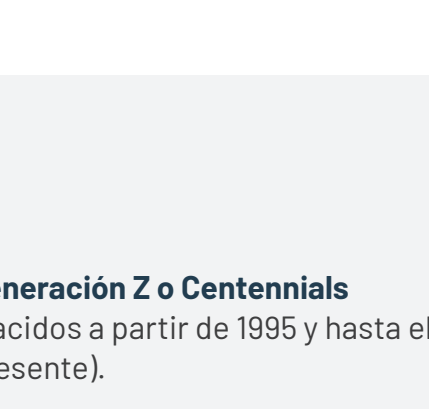 eneración Z o Centennials
acidos a partir de 1995 y hasta el
esente).